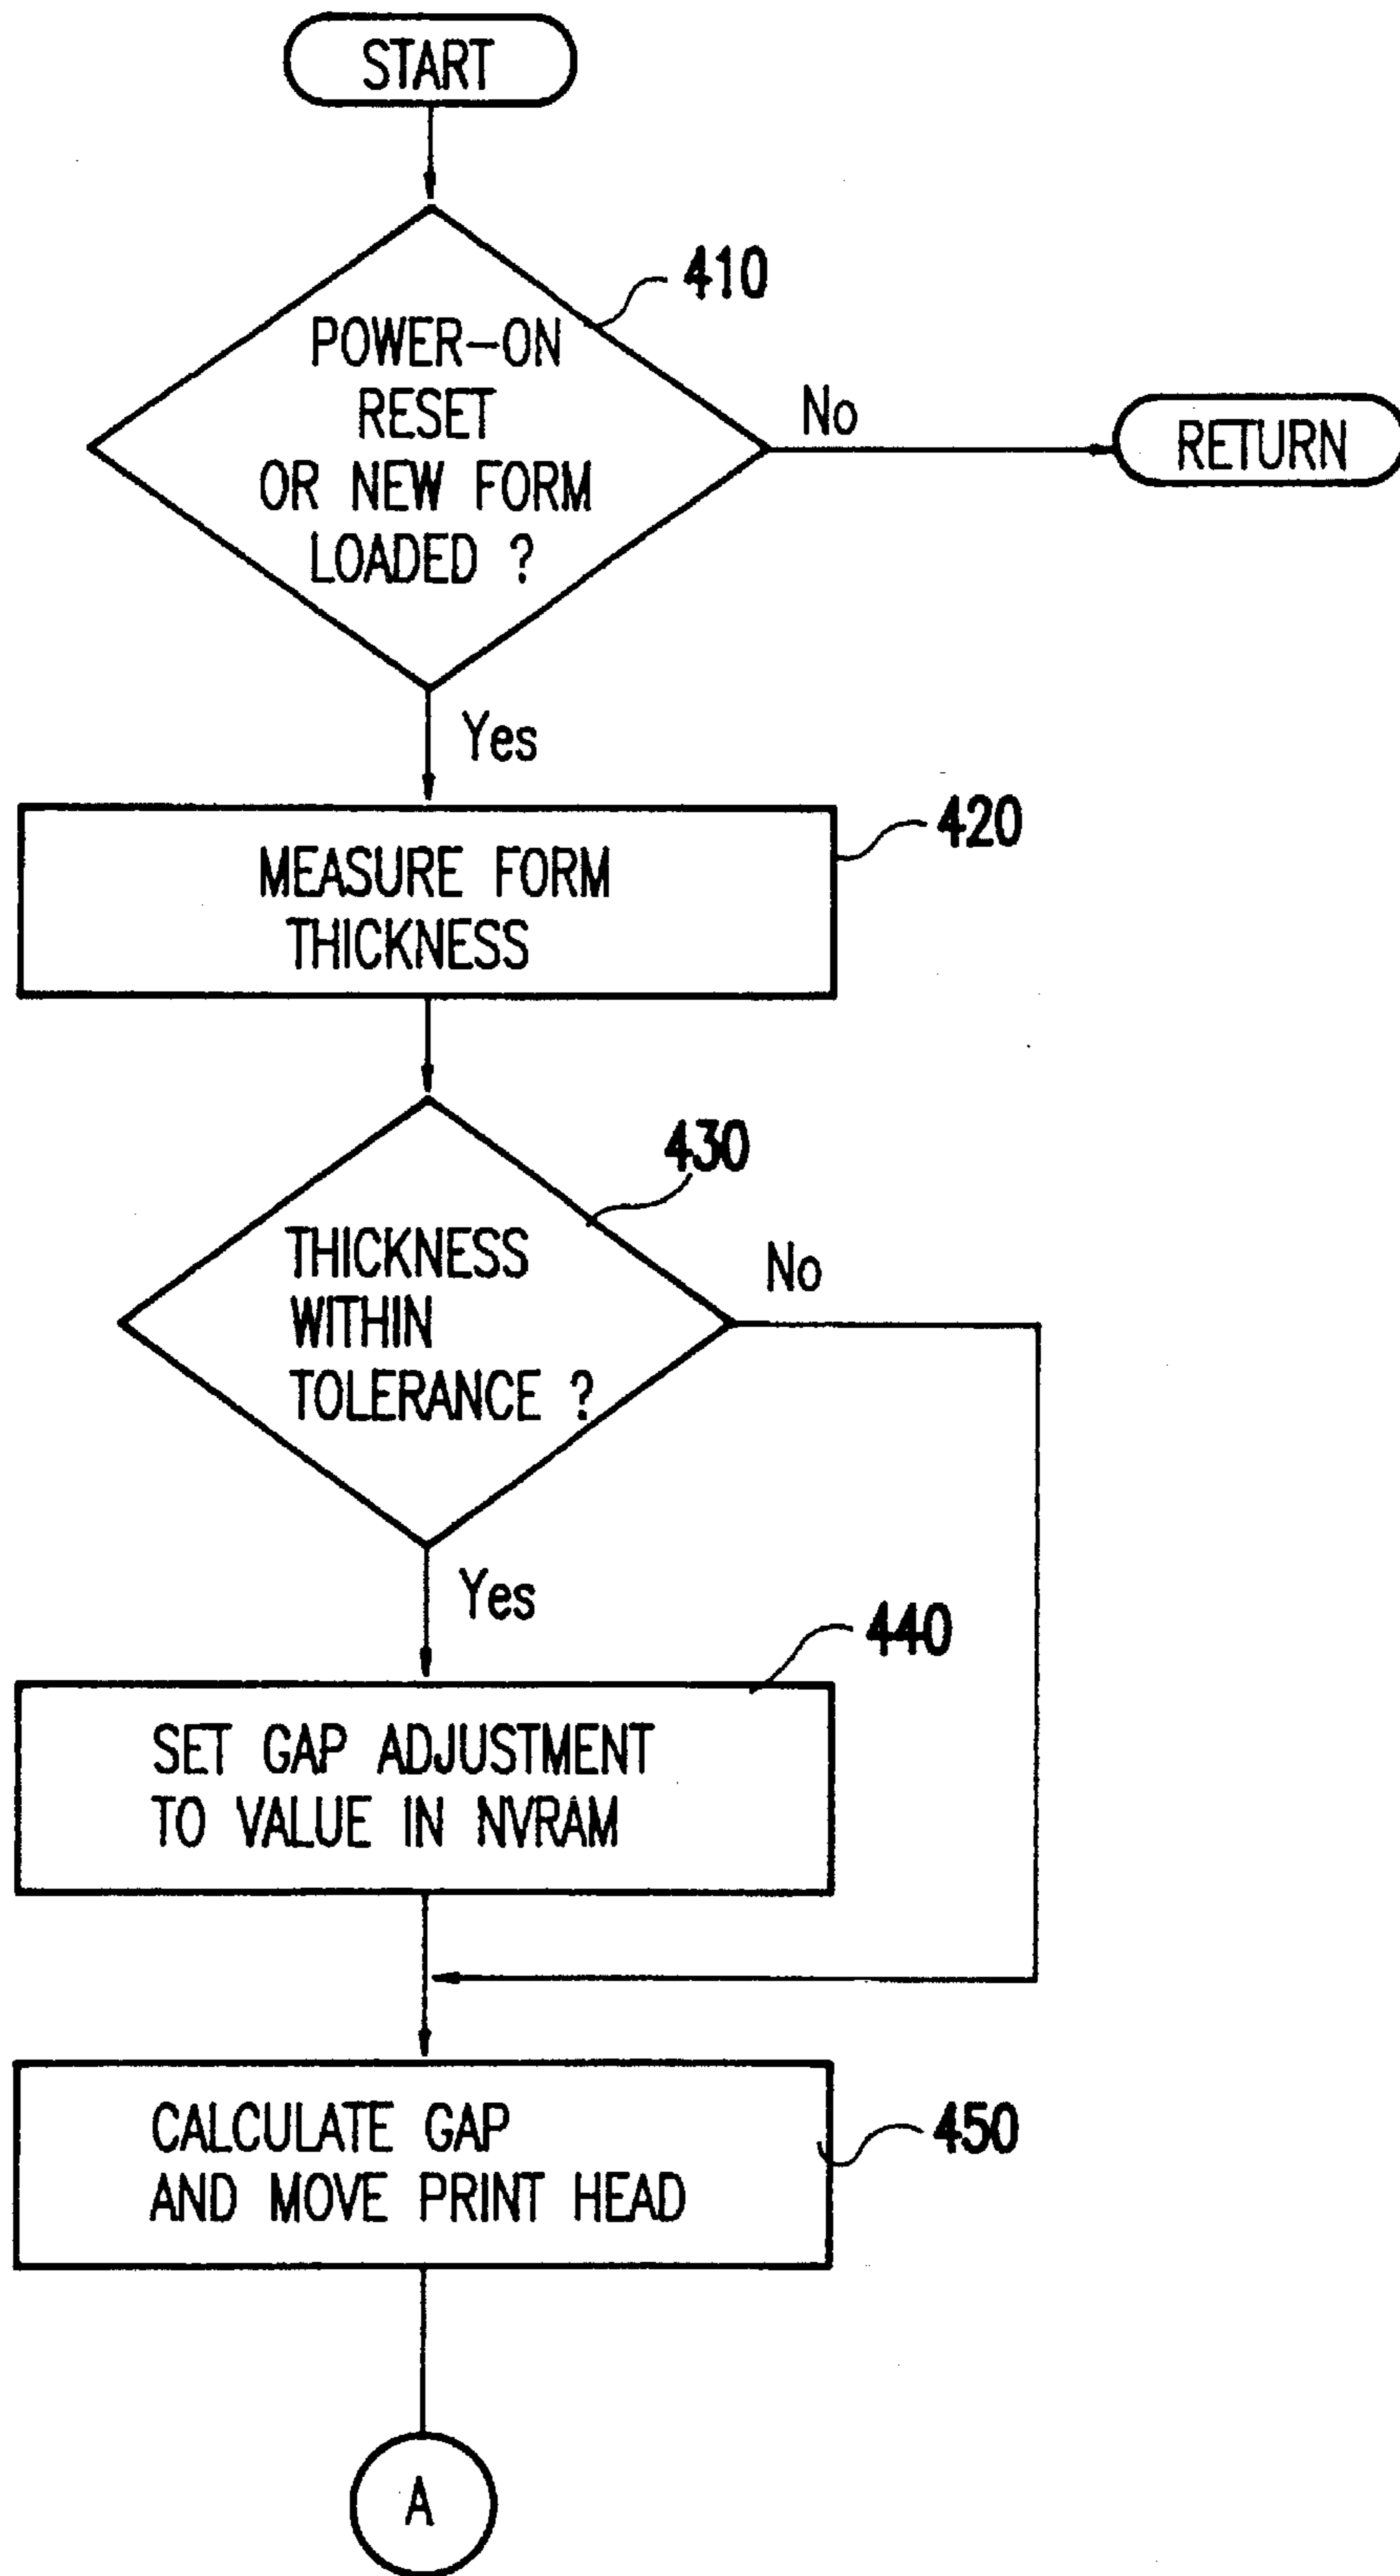 START
410
POWER-ON
RESET
OR NEW FORM
LOADED ?
No
RETURN
Yes
420
MEASURE FORM
THICKNESS
430
THICKNESS
WITHIN
TOLERANCE ?
No
Yes
440
SET GAP ADJUSTMENT
TO VALUE IN NVRAM
CALCULATE GAP
AND MOVE PRINT HEAD
450
A